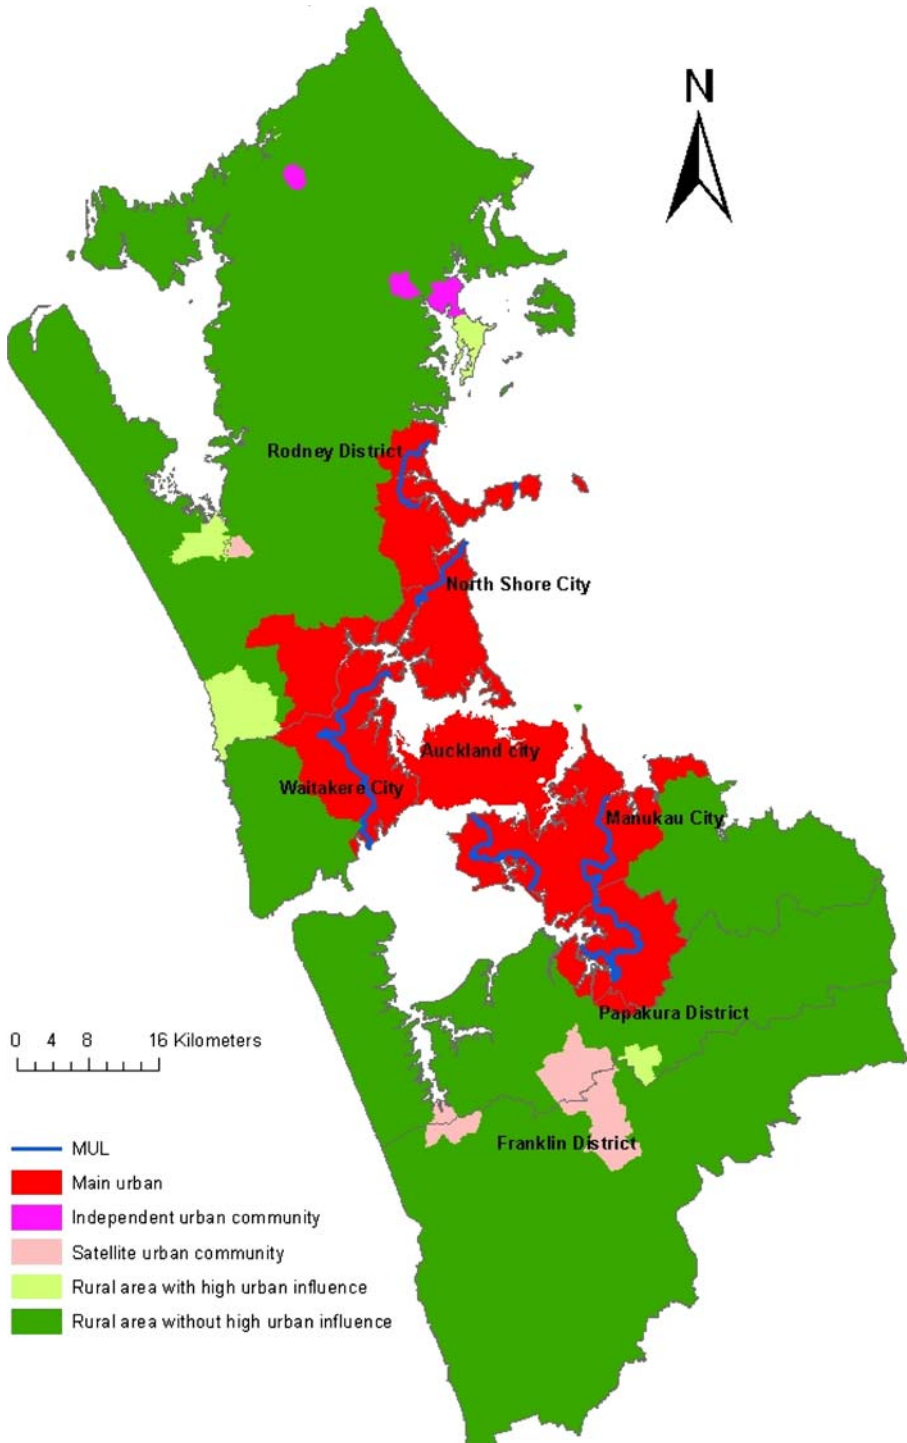 N
Rodney District
North Shore City
Auckland city
Waitakere City
Manukau City
Papakura District
0 4 8 16 Kilometers
Franklin District
MUL
Main urban
Independent urban community
Satellite urban community
Rural area with high urban influence
Rural area without high urban influence